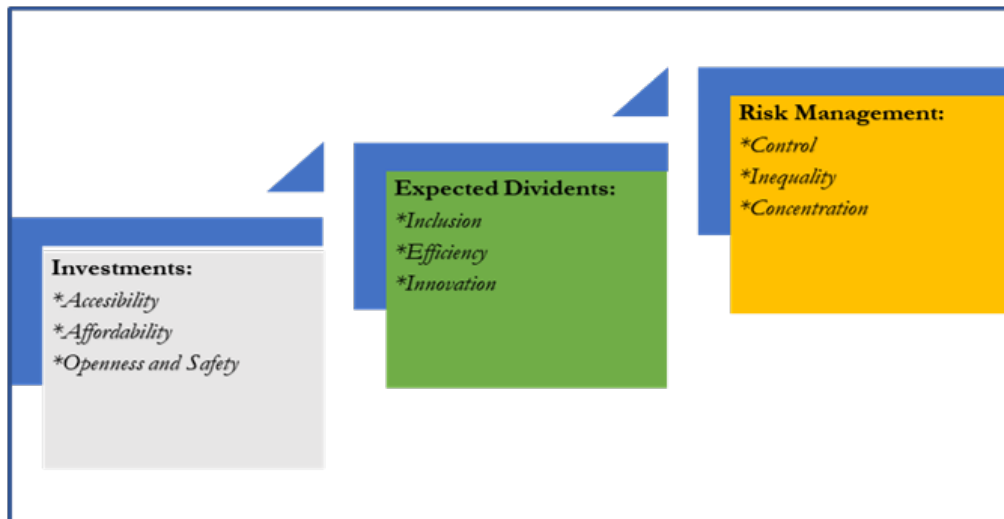 Investments:
*Accesibility
*Affordability
*Openness and Safety
Expected Dividents:
*Inclusion
*Efficiency
*Innovation
Risk Management:
*Control
*Inequality
*Concentration